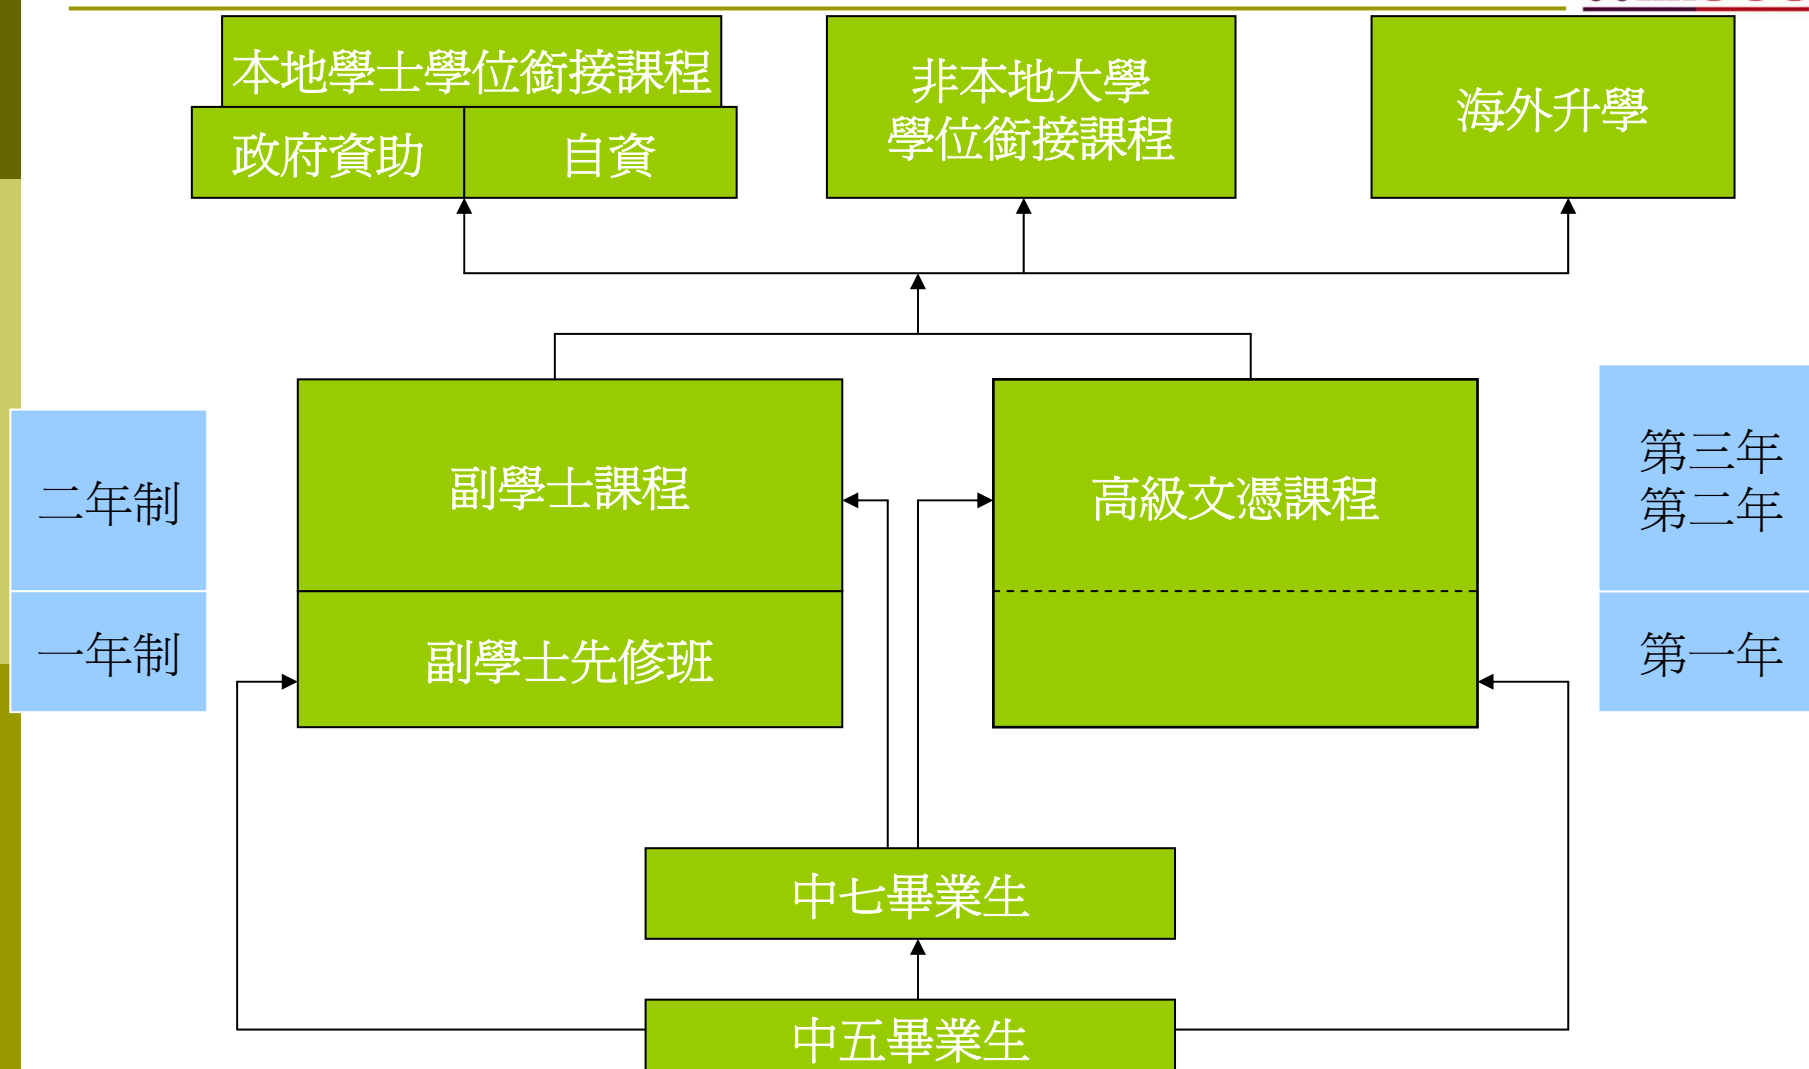 本地學士學位銜接課程
政府資助
自資
非本地大學
學位銜接課程
海外升學
二年制
一年制
副學士課程
副學士先修班
高級文憑課程
第三年
第二年
第一年
中七畢業生
中五畢業生